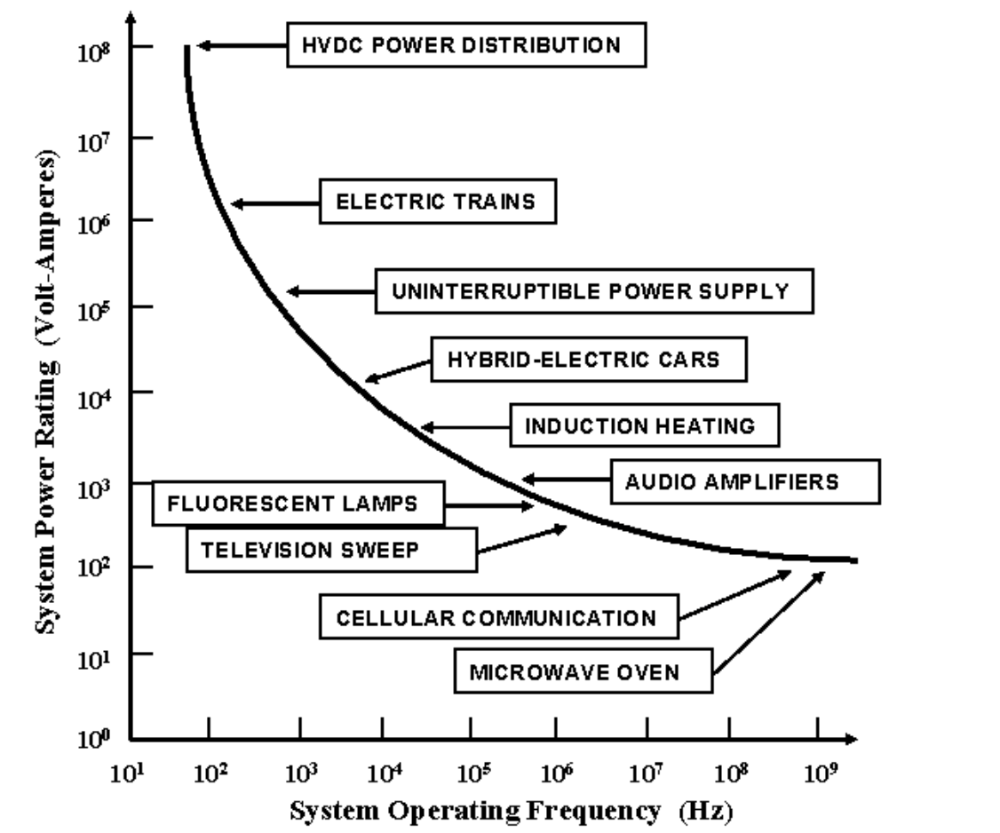 10⁸
HVDC POWER DISTRIBUTION
10⁷
ELECTRIC TRAINS
10⁶
UNINTERRUPTIBLE POWER SUPPLY
10⁵
HYBRID-ELECTRIC CARS
10⁴
INDUCTION HEATING
AUDIO AMPLIFIERS
10³
FLUORESCENT LAMPS
TELEVISION SWEEP
10²
CELLULAR COMMUNICATION
10¹
MICROWAVE OVEN
10⁰
System Power Rating (Volt-Amperes)
10¹ 10² 10³ 10⁴ 10⁵ 10⁶ 10⁷ 10⁸ 10⁹
System Operating Frequency (Hz)